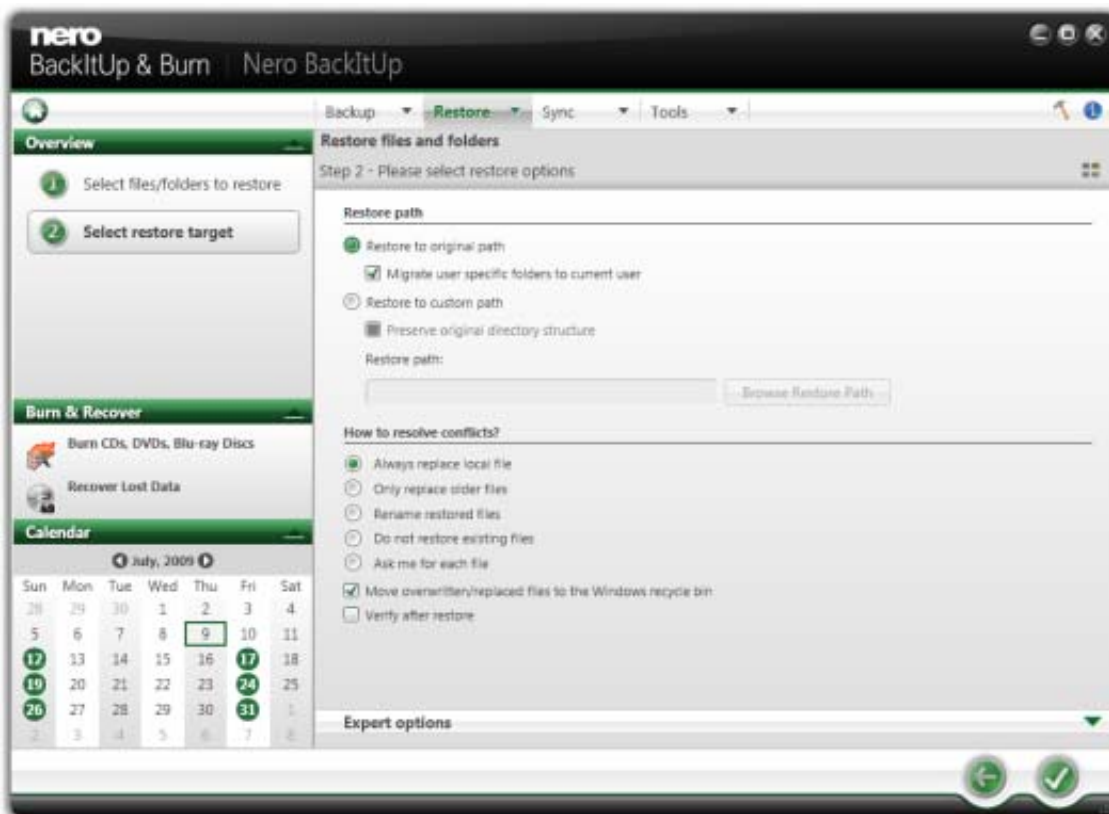 nero
BackItUp & Burn | Nero BackItUp
Backup Restore Sync Tools
Overview
1 Select files/folders to restore
2 Select restore target
Restore files and folders
Step 2 - Please select restore options
Restore path
Restore to original path
Migrate user specific folders to current user
Restore to custom path
Preserve original directory structure
Restore path:
Browse Restore Path
How to resolve conflicts?
Always replace local file
Only replace older files
Rename restored files
Do not restore existing files
Ask me for each file
Move overwritten/replaced files to the Windows recycle bin
Verify after restore
Expert options
Burn & Recover
Burn CDs, DVDs, Blu-ray Discs
Recover Lost Data
Calendar
July, 2009
Sun Mon Tue Wed Thu Fri Sat
28 29 30 1 2 3 4
5 6 7 8 9 10 11
12 13 14 15 16 17 18
19 20 21 22 23 24 25
26 27 28 29 30 31 1
2 3 4 5 6 7 8